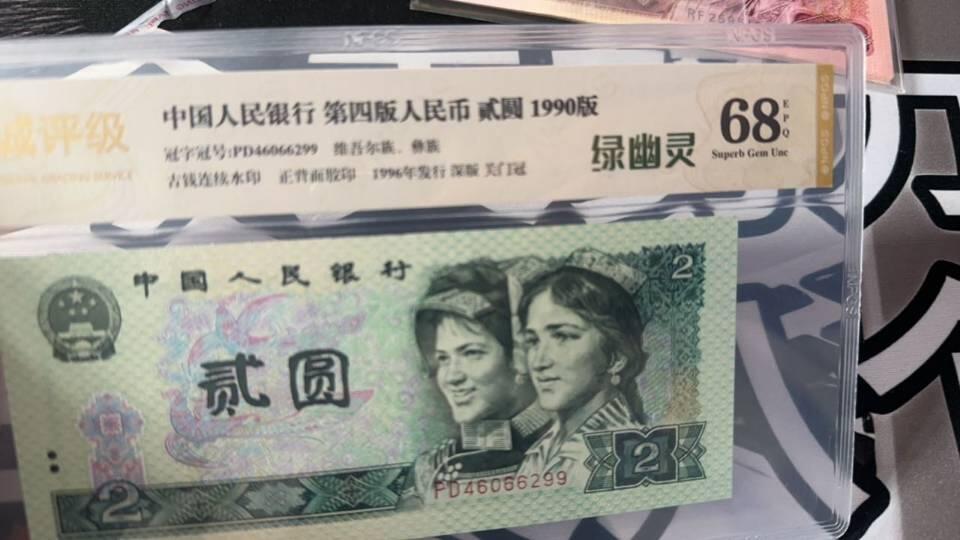 RF256
诚评级
中国人民银行 第四版人民币 贰圆 1990版
冠字冠号:PD46066299 维吾尔族、彝族
古钱连续水印 正背面胶印 1996年发行 深版 关门冠
绿幽灵
68
EPQ
Superb Gem Unc
中国人民银行
2
贰圆
2
2
PD46066299